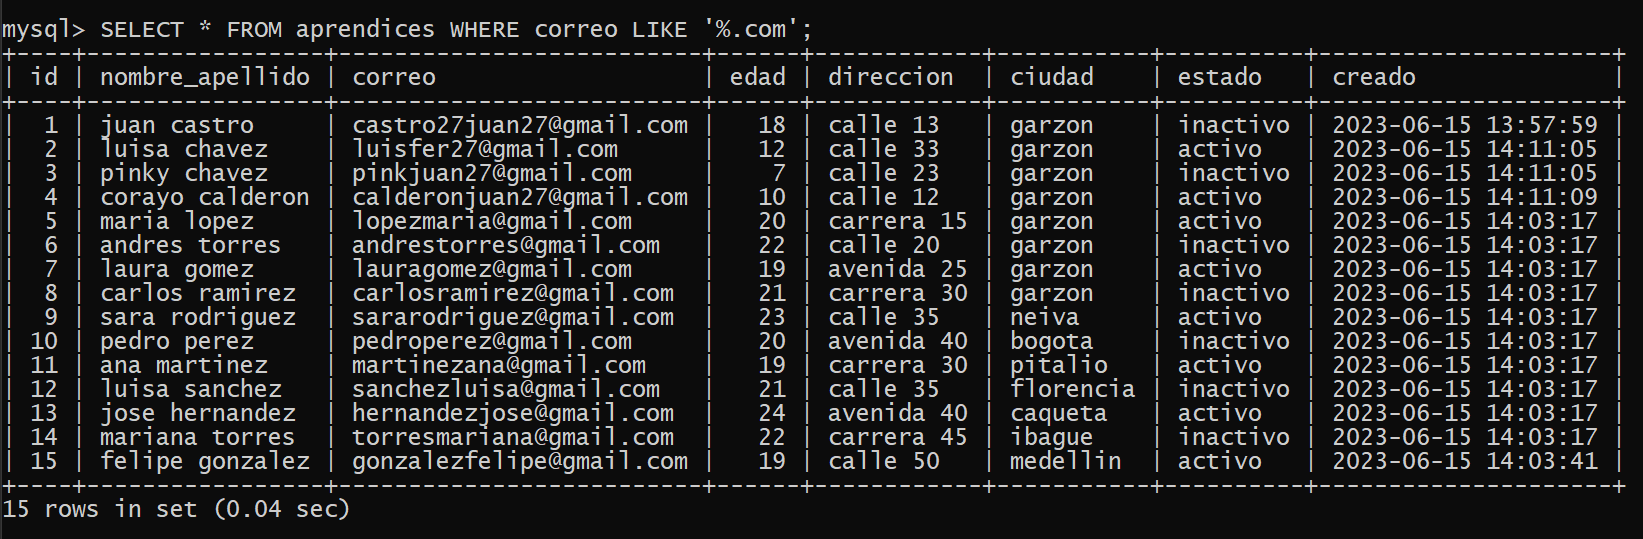 mysql> SELECT * FROM aprendices WHERE correo LIKE '%.com';
+----+-----------------+--------------------------+------+------------+-----------+----------+---------------------+
| id | nombre_apellido | correo                   | edad | direccion  | ciudad    | estado   | creado              |
+----+-----------------+--------------------------+------+------------+-----------+----------+---------------------+
|  1 | juan castro     | castro27juan27@gmail.com |   18 | calle 13   | garzon    | inactivo | 2023-06-15 13:57:59 |
|  2 | luisa chavez    | luisfer27@gmail.com      |   12 | calle 33   | garzon    | activo   | 2023-06-15 14:11:05 |
|  3 | pinky chavez    | pinkjuan27@gmail.com     |    7 | calle 23   | garzon    | inactivo | 2023-06-15 14:11:05 |
|  4 | corayo calderon | calderonjuan27@gmail.com |   10 | calle 12   | garzon    | activo   | 2023-06-15 14:11:09 |
|  5 | maria lopez     | lopezmaria@gmail.com     |   20 | carrera 15 | garzon    | activo   | 2023-06-15 14:03:17 |
|  6 | andres torres   | andrestorres@gmail.com   |   22 | calle 20   | garzon    | inactivo | 2023-06-15 14:03:17 |
|  7 | laura gomez     | lauragomez@gmail.com     |   19 | avenida 25 | garzon    | activo   | 2023-06-15 14:03:17 |
|  8 | carlos ramirez  | carlosramirez@gmail.com  |   21 | carrera 30 | garzon    | inactivo | 2023-06-15 14:03:17 |
|  9 | sara rodriguez  | sararodriguez@gmail.com  |   23 | calle 35   | neiva     | activo   | 2023-06-15 14:03:17 |
| 10 | pedro perez     | pedroperez@gmail.com     |   20 | avenida 40 | bogota    | inactivo | 2023-06-15 14:03:17 |
| 11 | ana martinez    | martinezana@gmail.com    |   19 | carrera 30 | pitalio   | activo   | 2023-06-15 14:03:17 |
| 12 | luisa sanchez   | sanchezluisa@gmail.com   |   21 | calle 35   | florencia | inactivo | 2023-06-15 14:03:17 |
| 13 | jose hernandez  | hernandezjose@gmail.com  |   24 | avenida 40 | caqueta   | activo   | 2023-06-15 14:03:17 |
| 14 | mariana torres  | torresmariana@gmail.com  |   22 | carrera 45 | ibague    | inactivo | 2023-06-15 14:03:17 |
| 15 | felipe gonzalez | gonzalezfelipe@gmail.com |   19 | calle 50   | medellin  | activo   | 2023-06-15 14:03:41 |
+----+-----------------+--------------------------+------+------------+-----------+----------+---------------------+
15 rows in set (0.04 sec)